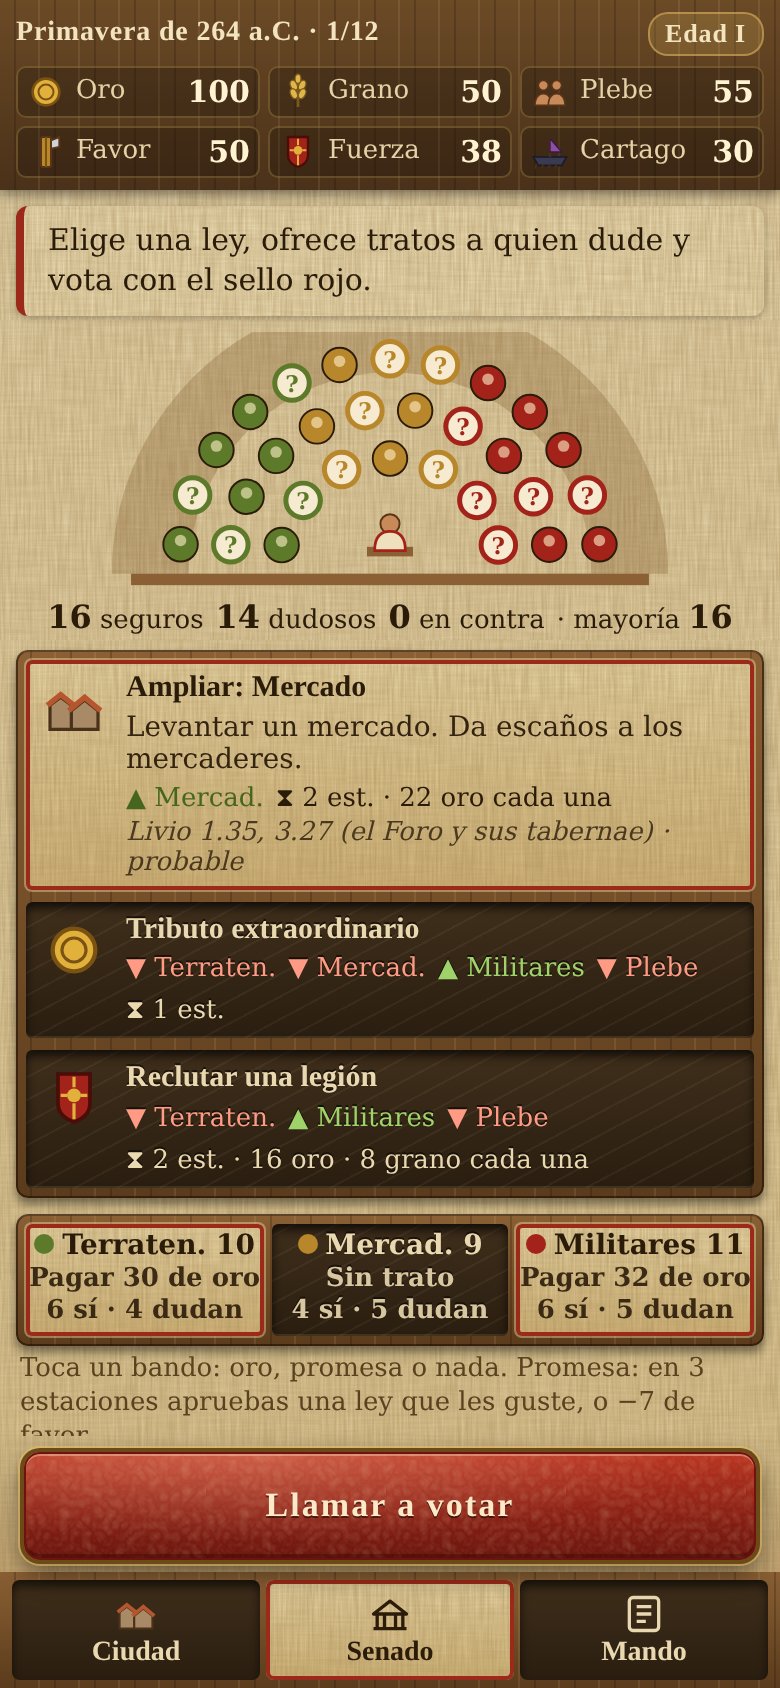 Primavera de 264 a.C. · 1/12
Edad I
Oro 100
Grano 50
Plebe 55
Favor 50
Fuerza 38
Cartago 30
Elige una ley, ofrece tratos a quien dude y
vota con el sello rojo.
? ? ?
? ?
? ?
? ? ? ? ?
? ?
16 seguros 14 dudosos 0 en contra · mayoría 16
Ampliar: Mercado
Levantar un mercado. Da escaños a los
mercaderes.
▲ Mercad. ⧗ 2 est. · 22 oro cada una
Livio 1.35, 3.27 (el Foro y sus tabernae) ·
probable
Tributo extraordinario
▼ Terraten. ▼ Mercad. ▲ Militares ▼ Plebe
⧗ 1 est.
Reclutar una legión
▼ Terraten. ▲ Militares ▼ Plebe
⧗ 2 est. · 16 oro · 8 grano cada una
Terraten. 10
Pagar 30 de oro
6 sí · 4 dudan
Mercad. 9
Sin trato
4 sí · 5 dudan
Militares 11
Pagar 32 de oro
6 sí · 5 dudan
Toca un bando: oro, promesa o nada. Promesa: en 3
estaciones apruebas una ley que les guste, o −7 de
favor
Llamar a votar
Ciudad
Senado
Mando